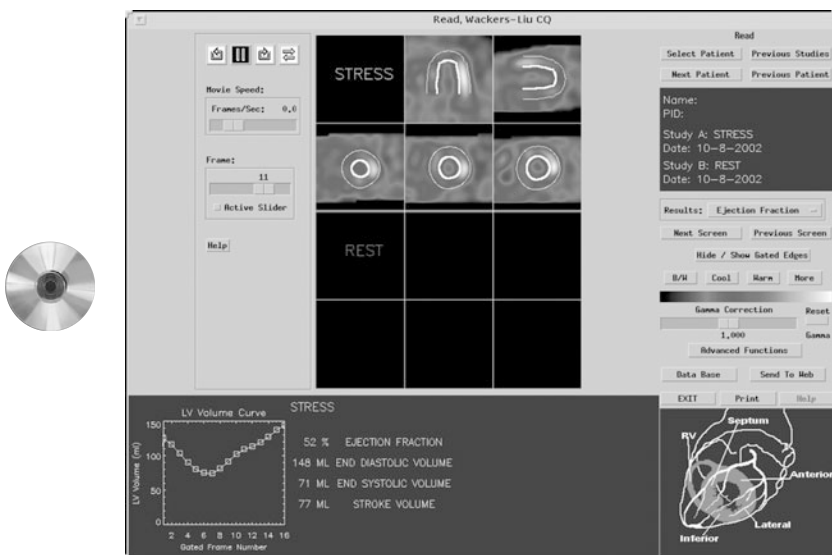 Read, Wackers-Liu CQ
Movie Speed:
Frames/Sec: 0.0
Frame:
11
Active Slider
Help
STRESS
REST
Read
Select Patient Previous Studies
Next Patient Previous Patient
Name:
PID:
Study A: STRESS
Date: 10-8-2002
Study B: REST
Date: 10-8-2002
Results: Ejection Fraction
Next Screen Previous Screen
Hide / Show Gated Edges
B/W Cool Warm More
Gamma Correction Reset
1.000 Gamma
Advanced Functions
Data Base Send To Web
EXIT Print Help
LV Volume Curve
LV Volume (ml)
150
100
50
0
2 4 6 8 10 12 14 16
Gated Frame Number
STRESS
52 % EJECTION FRACTION
148 ML END DIASTOLIC VOLUME
71 ML END SYSTOLIC VOLUME
77 ML STROKE VOLUME
Septum
RV
Anterior
Lateral
Inferior